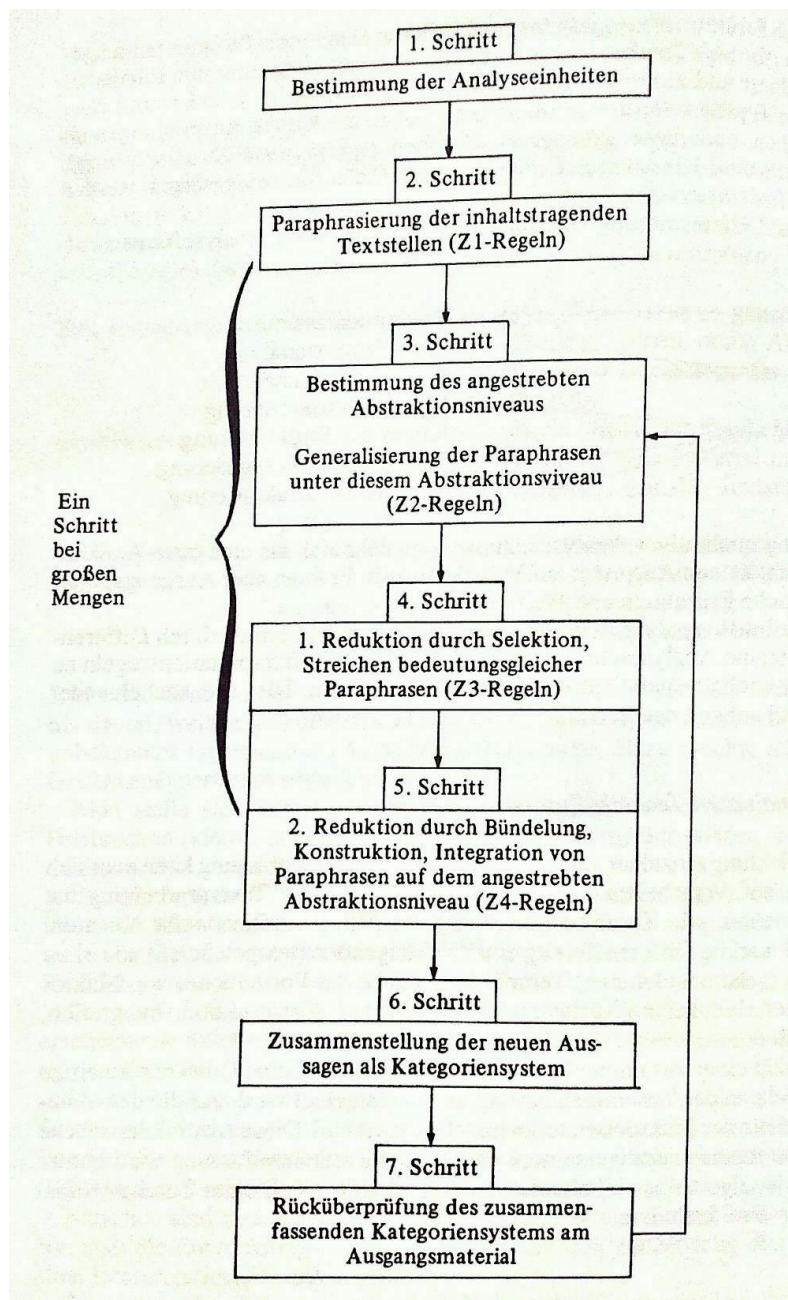 1. Schritt
Bestimmung der Analyseeinheiten
2. Schritt
Paraphrasierung der inhaltstragenden
Textstellen (Z1-Regeln)
3. Schritt
Bestimmung des angestrebten
Abstraktionsniveaus
Generalisierung der Paraphrasen
unter diesem Abstraktionsviveau
(Z2-Regeln)
Ein
Schritt
bei
großen
Mengen
4. Schritt
1. Reduktion durch Selektion,
Streichen bedeutungsgleicher
Paraphrasen (Z3-Regeln)
5. Schritt
2. Reduktion durch Bündelung,
Konstruktion, Integration von
Paraphrasen auf dem angestrebten
Abstraktionsniveau (Z4-Regeln)
6. Schritt
Zusammenstellung der neuen Aus-
sagen als Kategoriensystem
7. Schritt
Rücküberprüfung des zusammen-
fassenden Kategoriensystems am
Ausgangsmaterial